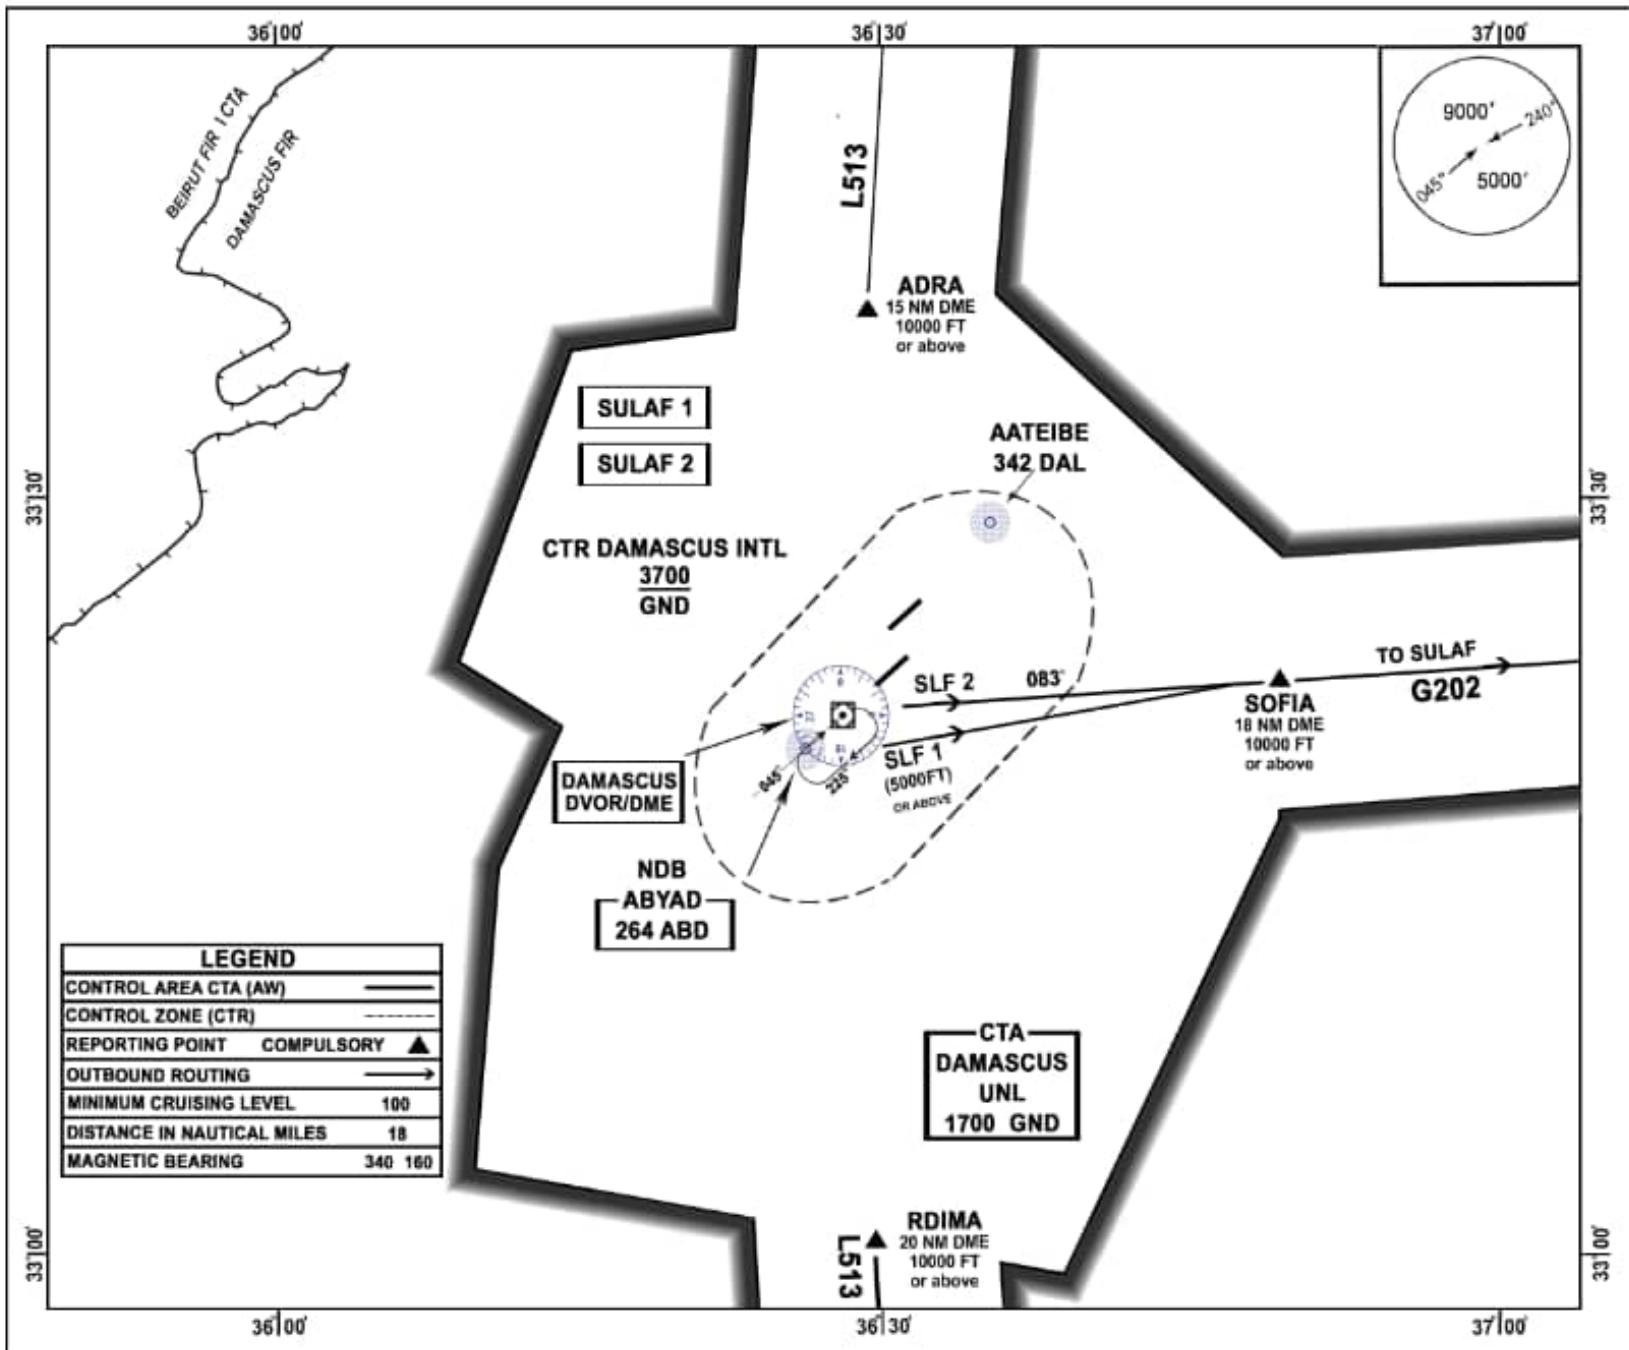 36°00'
36°30'
37°00'
BEIRUT FIR \ CTA
DAMASCUS FIR
L513
9000'
240°
045°
5000'
ADRA
15 NM DME
10000 FT
or above
SULAF 1
SULAF 2
AATEIBE
342 DAL
33°30'
33°30'
CTR DAMASCUS INTL
3700
GND
SLF 2
083°
TO SULAF
G202
SOFIA
18 NM DME
10000 FT
or above
SLF 1
(5000FT)
OR ABOVE
045°
225°
DAMASCUS
DVOR/DME
NDB
ABYAD
264 ABD
LEGEND
CONTROL AREA CTA (AW)
CONTROL ZONE (CTR)
REPORTING POINT COMPULSORY
OUTBOUND ROUTING
MINIMUM CRUISING LEVEL 100
DISTANCE IN NAUTICAL MILES 18
MAGNETIC BEARING 340 160
CTA
DAMASCUS
UNL
1700 GND
RDIMA
20 NM DME
10000 FT
or above
L513
33°00'
33°00'
36°00'
36°30'
37°00'